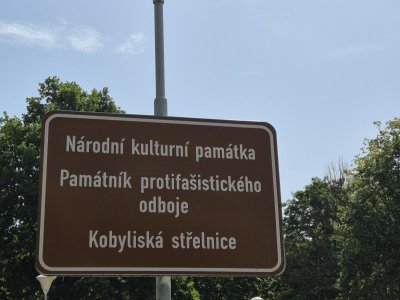 Národní kulturní památka
Památník protifašistického
odboje
Kobyliská střelnice